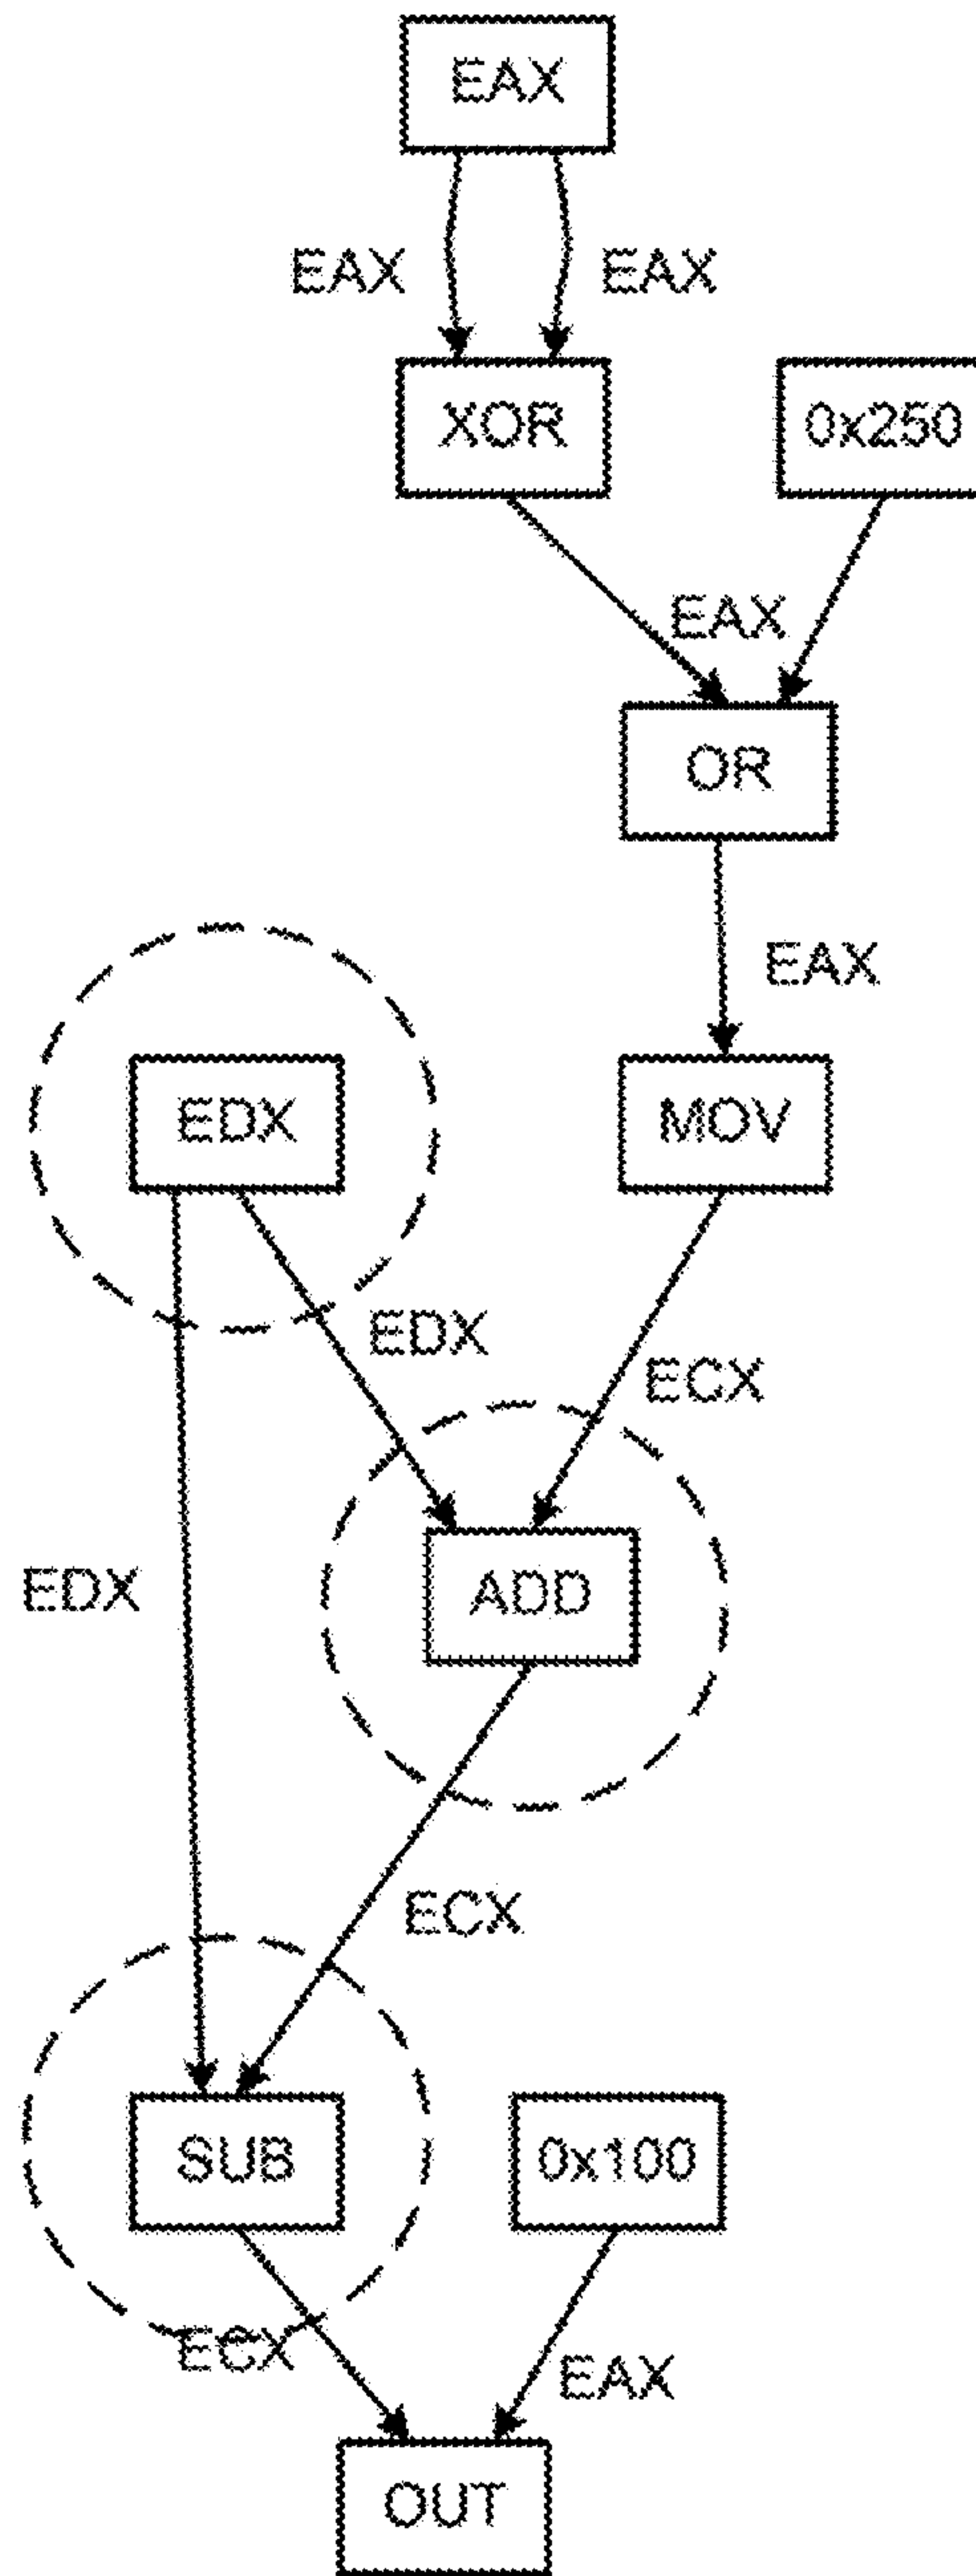 EAX
EAX EAX
XOR 0x250
EAX
OR
EAX
EDX MOV
EDX
ECX
EDX
ADD
ECX
SUB 0x100
ECX
EAX
OUT